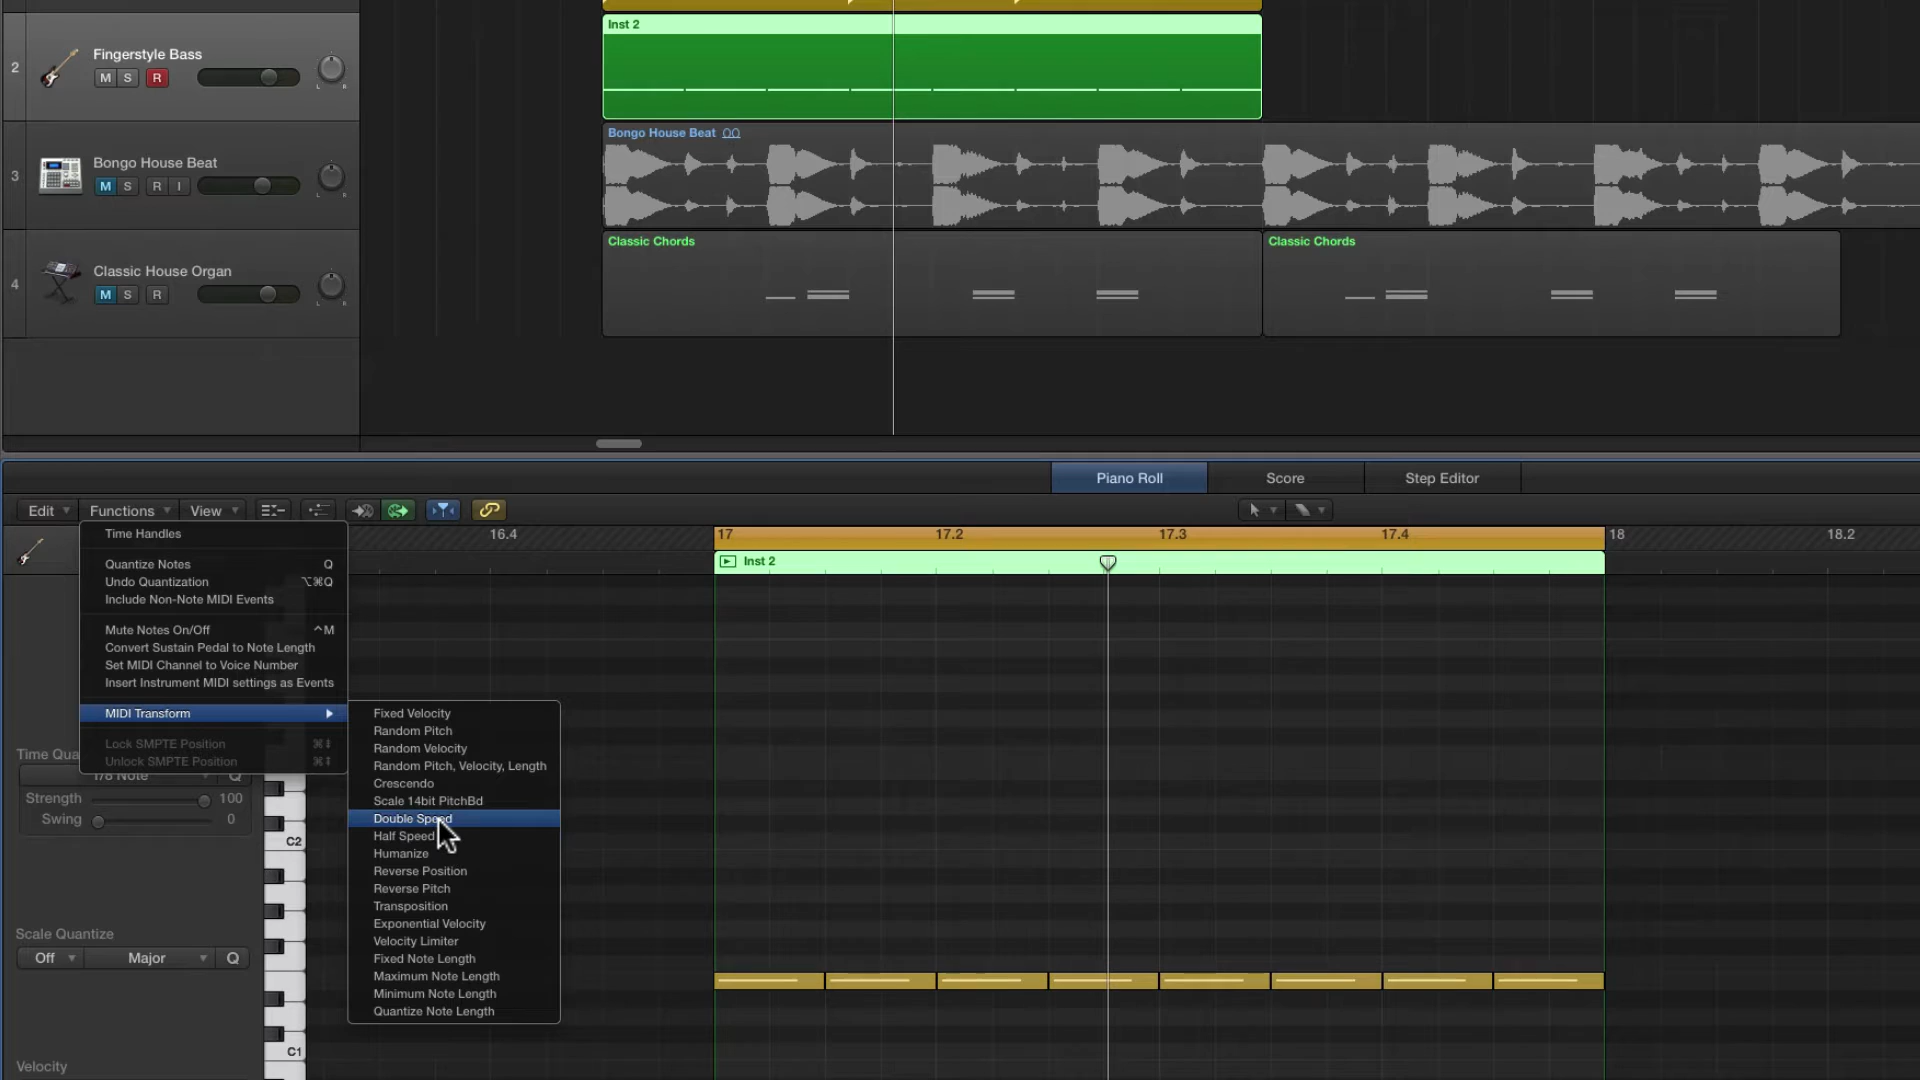 Inst 2
2
Fingerstyle Bass
M S R
L R
Bongo House Beat
3
Bongo House Beat
M S R I
L R
Classic Chords
Classic Chords
4
Classic House Organ
M S R
L R
Piano Roll
Score
Step Editor
Edit
Functions
View
16.4
17
17.2
17.3
17.4
18
18.2
Inst 2
Time Handles
Quantize Notes Q
Undo Quantization ⌥⌘Q
Include Non-Note MIDI Events
Mute Notes On/Off ^M
Convert Sustain Pedal to Note Length
Set MIDI Channel to Voice Number
Insert Instrument MIDI settings as Events
MIDI Transform
Lock SMPTE Position
Unlock SMPTE Position
Fixed Velocity
Random Pitch
Random Velocity
Random Pitch, Velocity, Length
Crescendo
Scale 14bit PitchBd
Double Speed
Half Speed
Humanize
Reverse Position
Reverse Pitch
Transposition
Exponential Velocity
Velocity Limiter
Fixed Note Length
Maximum Note Length
Minimum Note Length
Quantize Note Length
Time Qua
1/8 Note
Q
Strength 100
Swing 0
C2
Scale Quantize
Off
Major
Q
C1
Velocity